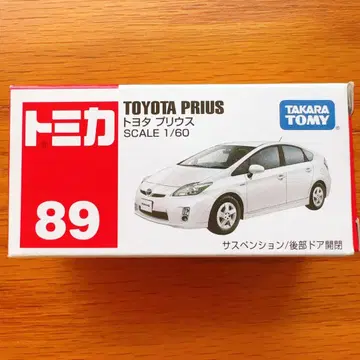 トミカ
89
TOYOTA PRIUS
トヨタ プリウス
SCALE 1/60
TAKARA
TOMY
サスペンション/後部ドア開閉